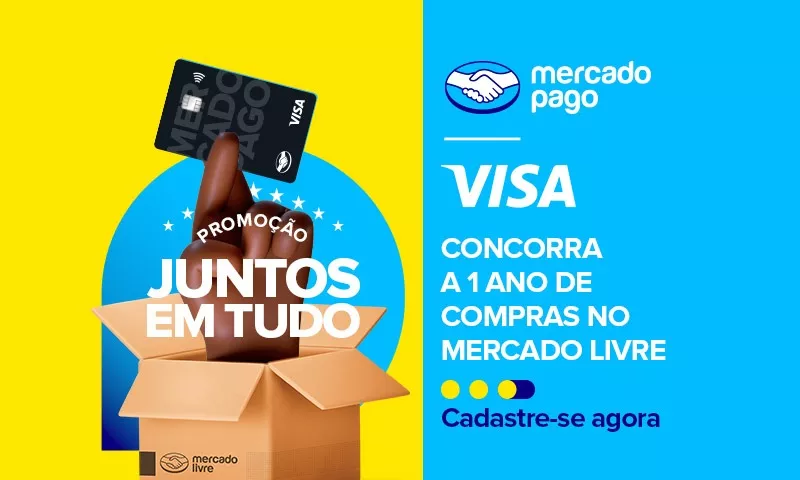 MERCADO
PAGO
VISA
PROMOÇÃO
JUNTOS
EM TUDO
mercado
livre
mercado
pago
VISA
CONCORRA
A 1 ANO DE
COMPRAS NO
MERCADO LIVRE
Cadastre-se agora